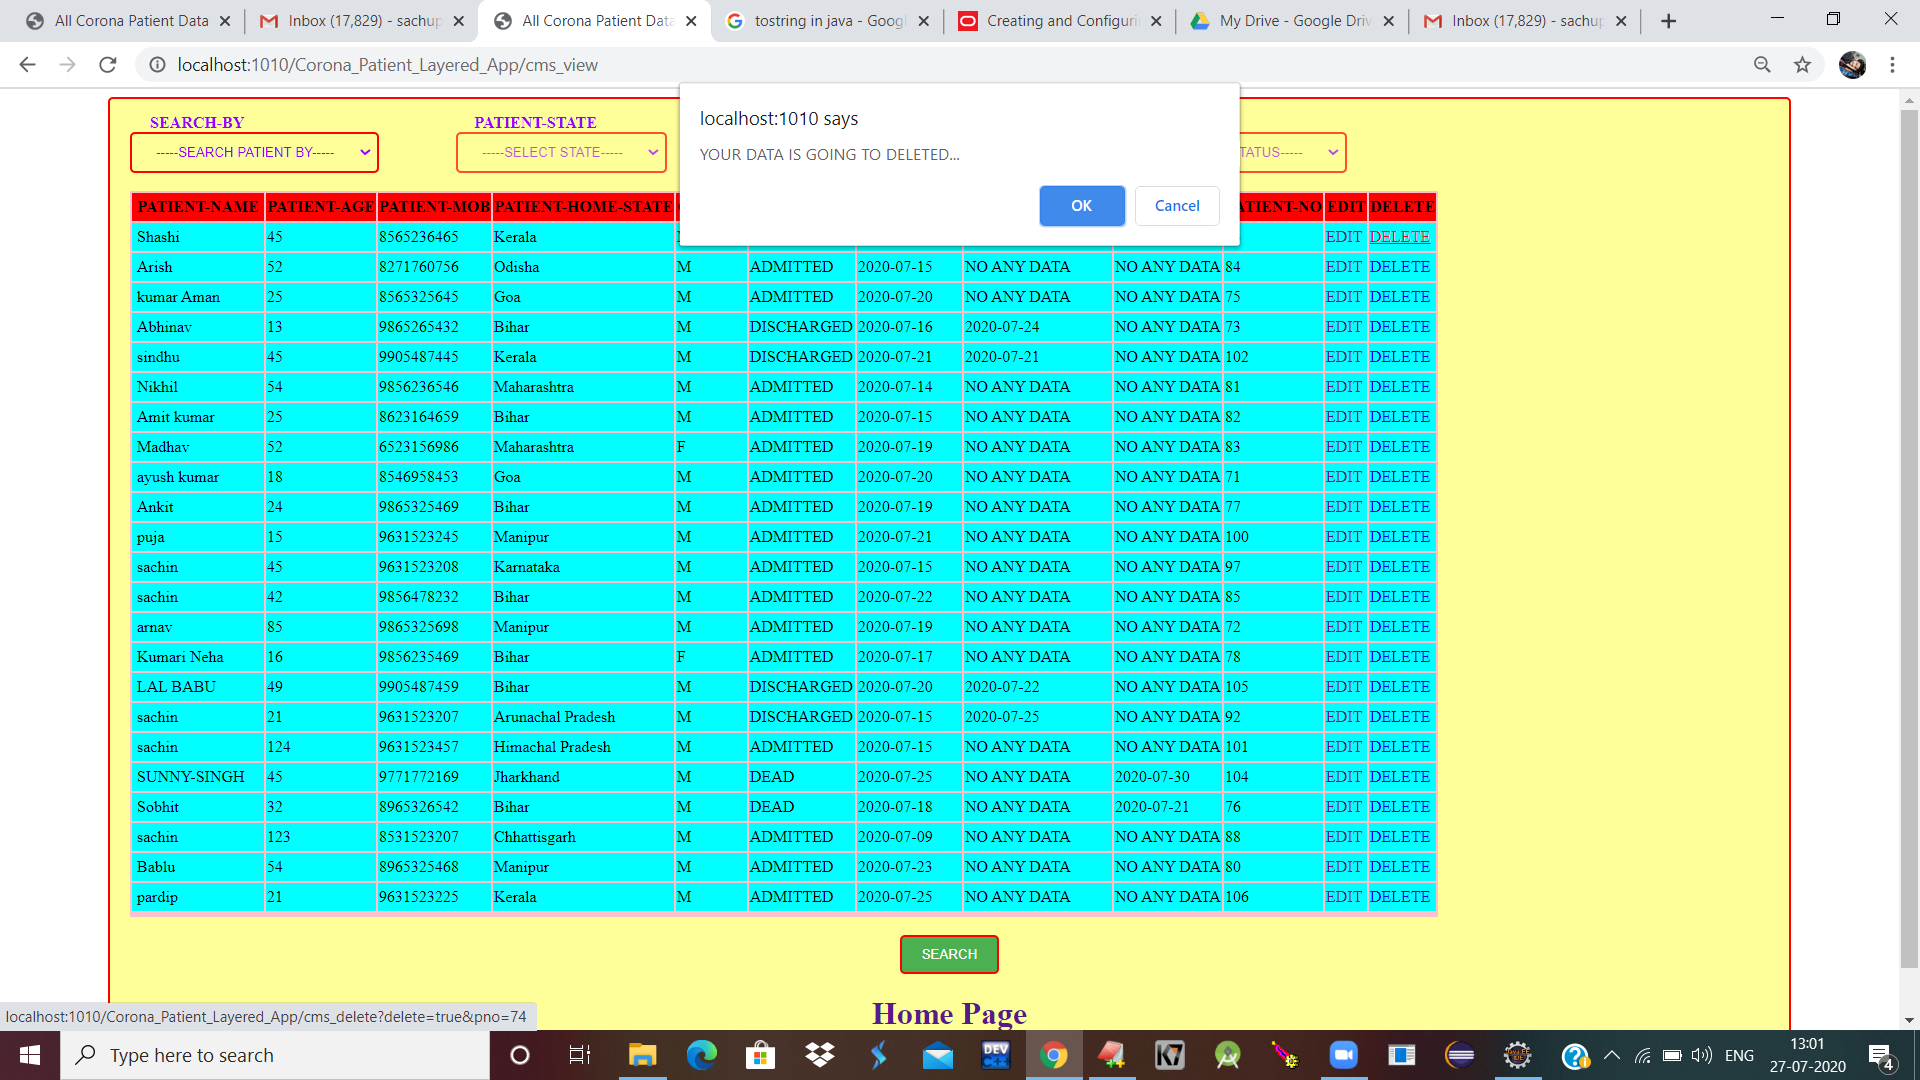 All Corona Patient Data
Inbox (17,829) - sachup
All Corona Patient Data
tostring in java - Googl
Creating and Configuri
My Drive - Google Driv
Inbox (17,829) - sachup
localhost:1010/Corona_Patient_Layered_App/cms_view
localhost:1010 says
YOUR DATA IS GOING TO DELETED...
OK Cancel
SEARCH-BY PATIENT-STATE
-----SEARCH PATIENT BY----- -----SELECT STATE----- TATUS-----
PATIENT-NAME PATIENT-AGE PATIENT-MOB PATIENT-HOME-STATE ATIENT-NO EDIT DELETE
Shashi 45 8565236465 Kerala EDIT DELETE
Arish 52 8271760756 Odisha M ADMITTED 2020-07-15 NO ANY DATA NO ANY DATA 84 EDIT DELETE
kumar Aman 25 8565325645 Goa M ADMITTED 2020-07-20 NO ANY DATA NO ANY DATA 75 EDIT DELETE
Abhinav 13 9865265432 Bihar M DISCHARGED 2020-07-16 2020-07-24 NO ANY DATA 73 EDIT DELETE
sindhu 45 9905487445 Kerala M DISCHARGED 2020-07-21 2020-07-21 NO ANY DATA 102 EDIT DELETE
Nikhil 54 9856236546 Maharashtra M ADMITTED 2020-07-14 NO ANY DATA NO ANY DATA 81 EDIT DELETE
Amit kumar 25 8623164659 Bihar M ADMITTED 2020-07-15 NO ANY DATA NO ANY DATA 82 EDIT DELETE
Madhav 52 6523156986 Maharashtra F ADMITTED 2020-07-19 NO ANY DATA NO ANY DATA 83 EDIT DELETE
ayush kumar 18 8546958453 Goa M ADMITTED 2020-07-20 NO ANY DATA NO ANY DATA 71 EDIT DELETE
Ankit 24 9865325469 Bihar M ADMITTED 2020-07-19 NO ANY DATA NO ANY DATA 77 EDIT DELETE
puja 15 9631523245 Manipur M ADMITTED 2020-07-21 NO ANY DATA NO ANY DATA 100 EDIT DELETE
sachin 45 9631523208 Karnataka M ADMITTED 2020-07-15 NO ANY DATA NO ANY DATA 97 EDIT DELETE
sachin 42 9856478232 Bihar M ADMITTED 2020-07-22 NO ANY DATA NO ANY DATA 85 EDIT DELETE
arnav 85 9865325698 Manipur M ADMITTED 2020-07-19 NO ANY DATA NO ANY DATA 72 EDIT DELETE
Kumari Neha 16 9856235469 Bihar F ADMITTED 2020-07-17 NO ANY DATA NO ANY DATA 78 EDIT DELETE
LAL BABU 49 9905487459 Bihar M DISCHARGED 2020-07-20 2020-07-22 NO ANY DATA 105 EDIT DELETE
sachin 21 9631523207 Arunachal Pradesh M DISCHARGED 2020-07-15 2020-07-25 NO ANY DATA 92 EDIT DELETE
sachin 124 9631523457 Himachal Pradesh M ADMITTED 2020-07-15 NO ANY DATA NO ANY DATA 101 EDIT DELETE
SUNNY-SINGH 45 9771772169 Jharkhand M DEAD 2020-07-25 NO ANY DATA 2020-07-30 104 EDIT DELETE
Sobhit 32 8965326542 Bihar M DEAD 2020-07-18 NO ANY DATA 2020-07-21 76 EDIT DELETE
sachin 123 8531523207 Chhattisgarh M ADMITTED 2020-07-09 NO ANY DATA NO ANY DATA 88 EDIT DELETE
Bablu 54 8965325468 Manipur M ADMITTED 2020-07-23 NO ANY DATA NO ANY DATA 80 EDIT DELETE
pardip 21 9631523225 Kerala M ADMITTED 2020-07-25 NO ANY DATA NO ANY DATA 106 EDIT DELETE
SEARCH
Home Page
localhost:1010/Corona_Patient_Layered_App/cms_delete?delete=true&pno=74
Type here to search
DEV C++
ENG
13:01
27-07-2020
4